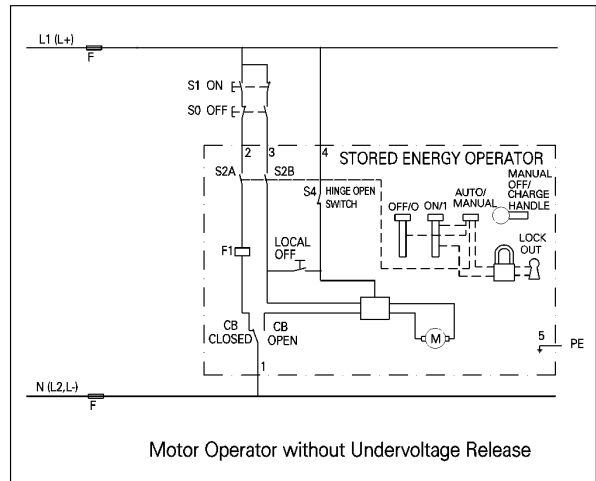 L1 (L+)
F
S1 ON
S0 OFF
2
3
4
STORED ENERGY OPERATOR
S2A
S2B
S4
HINGE OPEN
SWITCH
OFF/O
ON/1
AUTO/
MANUAL
MANUAL
OFF/
CHARGE
HANDLE
LOCK
OUT
F1
LOCAL
OFF
CB
CLOSED
CB
OPEN
M
5
PE
1
N (L2,L-)
F
Motor Operator without Undervoltage Release